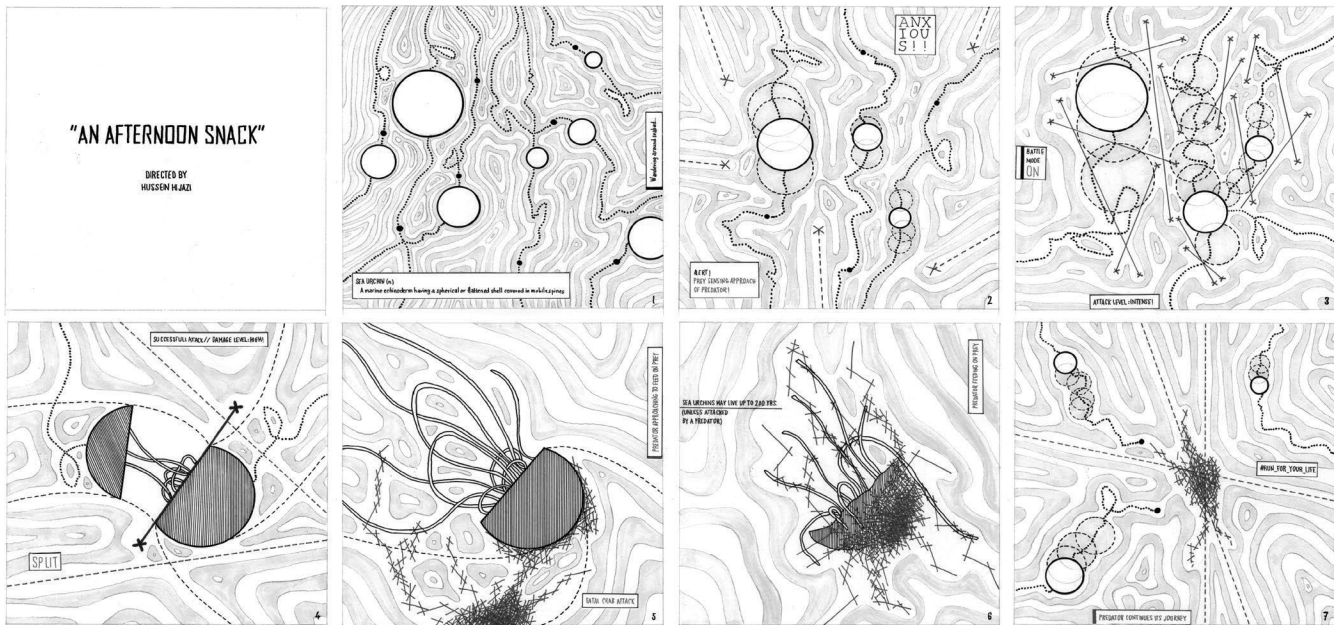 "AN AFTERNOON SNACK"
DIRECTED BY
HUSSEN HIJAZI
Wandering around seabed..
SEA URCHIN (n)
A marine echinoderm having a spherical or flattened shell covered in mobile spines
1
ANX
IOU
S!!
ALERT!
PREY SENSING APPROACH
OF PREDATOR!
2
BATTLE
MODE
ON
ATTACK LEVEL: INTENSE!
3
SUCCESSFULL ATTACK// DAMAGE LEVEL: HIGH!
SPLIT
4
PREDATOR APPROACHING TO FEED ON PREY
FATAL CRAB ATTACK
5
SEA URCHINS MAY LIVE UP TO 200 YRS.
(UNLESS ATTACKED
BY A PREDATOR)
PREDATOR FEEDING ON PREY
6
#RUN_FOR_YOUR_LIFE
PREDATOR CONTINUES ITS JOURNEY
7